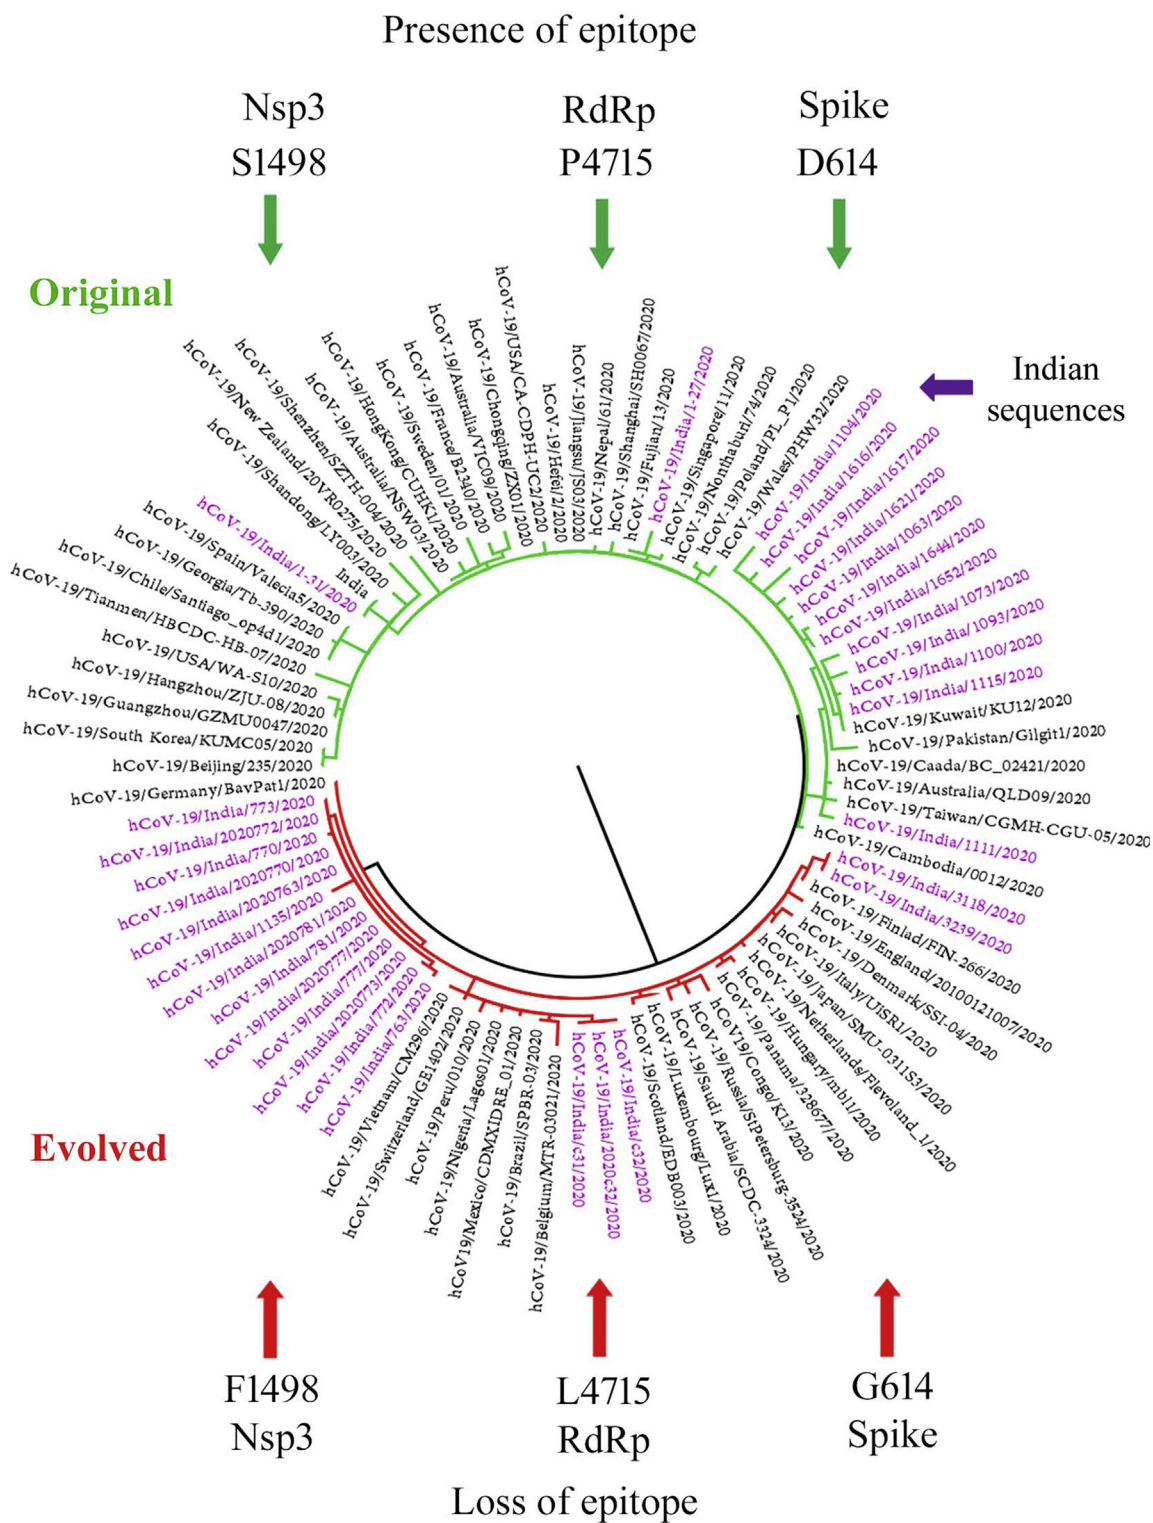 Presence of epitope
Nsp3
S1498
RdRp
P4715
Spike
D614
Original
Indian
sequences
hCoV-19/Germany/BavPat1/2020
hCoV-19/Beijing/235/2020
hCoV-19/South Korea/KUMC05/2020
hCoV-19/Guangzhou/GZMU0047/2020
hCoV-19/Hangzhou/ZJU-08/2020
hCoV-19/USA/WA-S10/2020
hCoV-19/Tianmen/HBCDC-HB-07/2020
hCoV-19/Chile/Santiago_op4d1/2020
hCoV-19/Georgia/Tb-390/2020
hCoV-19/Spain/Valecia5/2020
hCoV-19/India/1-31/2020
India
hCoV-19/Shandong/LY003/2020
hCoV-19/New Zealand/20VR0275/2020
hCoV-19/Shenzhen/SZTH-004/2020
hCoV-19/Australia/NSW03/2020
hCoV-19/HongKong/CUHK1/2020
hCoV-19/Sweden/01/2020
hCoV-19/France/B2340/2020
hCoV-19/Australia/VIC09/2020
hCoV-19/Chongqing/ZX01/2020
hCoV-19/USA/CA-CDPH-UC2/2020
hCoV-19/Hefei/2/2020
hCoV-19/Jiangsu/JS03/2020
hCoV-19/Nepal/61/2020
hCoV-19/Shanghai/SH0067/2020
hCoV-19/Fujian/13/2020
hCoV-19/India/1-27/2020
hCoV-19/Singapore/11/2020
hCoV-19/Nonthaburi/74/2020
hCoV-19/Poland/PL_P1/2020
hCoV-19/Wales/PHW32/2020
hCoV-19/India/1104/2020
hCoV-19/India/1616/2020
hCoV-19/India/1617/2020
hCoV-19/India/1621/2020
hCoV-19/India/1063/2020
hCoV-19/India/1644/2020
hCoV-19/India/1652/2020
hCoV-19/India/1073/2020
hCoV-19/India/1093/2020
hCoV-19/India/1100/2020
hCoV-19/India/1115/2020
hCoV-19/Kuwait/KU12/2020
hCoV-19/Pakistan/Gilgit1/2020
hCoV-19/Caada/BC_02421/2020
hCoV-19/Australia/QLD09/2020
hCoV-19/Taiwan/CGMH-CGU-05/2020
hCoV-19/India/1111/2020
hCoV-19/Cambodia/0012/2020
hCoV-19/India/3118/2020
hCoV-19/India/3239/2020
hCoV-19/Finlad/FIN-266/2020
hCoV-19/England/20100121007/2020
hCoV-19/Denmark/SSI-04/2020
hCoV-19/Italy/UISR1/2020
hCoV-19/Japan/SMU-0311S3/2020
hCoV-19/Netherlands/Flevoland_1/2020
hCoV-19/Hungary/mbl1/2020
hCoV-19/Panama/328677/2020
hCoV19/Congo/K13/2020
hCoV-19/Russia/StPetersburg-3524/2020
hCoV-19/Saudi Arabia/SCDC-3324/2020
hCoV-19/Luxembourg/Lux1/2020
hCoV-19/Scotland/EDB003/2020
hCoV-19/India/c32/2020
hCoV-19/India/2020c32/2020
hCoV-19/India/c31/2020
hCoV-19/Belgium/MTR-03021/2020
hCoV-19/Brazil/SPBR-03/2020
hCoV19/Mexico/CDMXIDRE_01/2020
hCoV-19/Nigeria/Lagos01/2020
hCoV-19/Peru/010/2020
hCoV-19/Switzerland/GE1402/2020
hCoV-19/Vietnam/CM296/2020
hCoV-19/India/763/2020
hCoV-19/India/772/2020
hCoV-19/India/2020773/2020
hCoV-19/India/777/2020
hCoV-19/India/2020777/2020
hCoV-19/India/781/2020
hCoV-19/India/2020781/2020
hCoV-19/India/1135/2020
hCoV-19/India/2020763/2020
hCoV-19/India/2020770/2020
hCoV-19/India/770/2020
hCoV-19/India/2020772/2020
hCoV-19/India/773/2020
Evolved
F1498
Nsp3
L4715
RdRp
G614
Spike
Loss of epitope